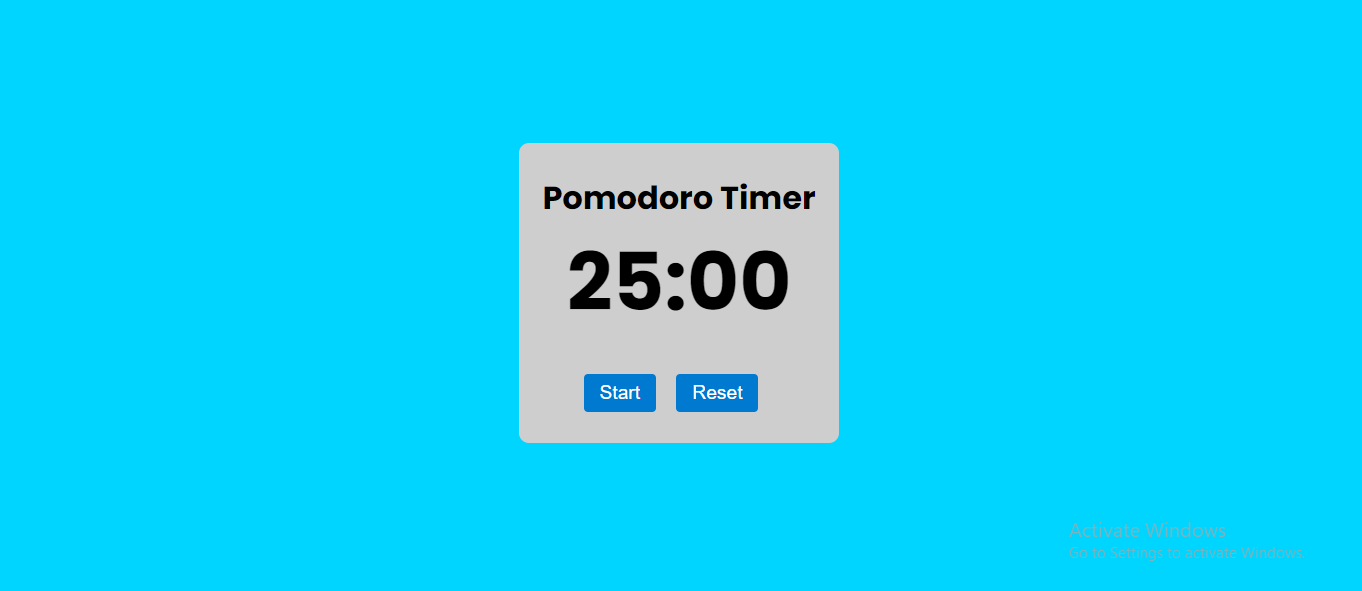 Pomodoro Timer
25:00
Start Reset
Activate Windows
Go to Settings to activate Windows.